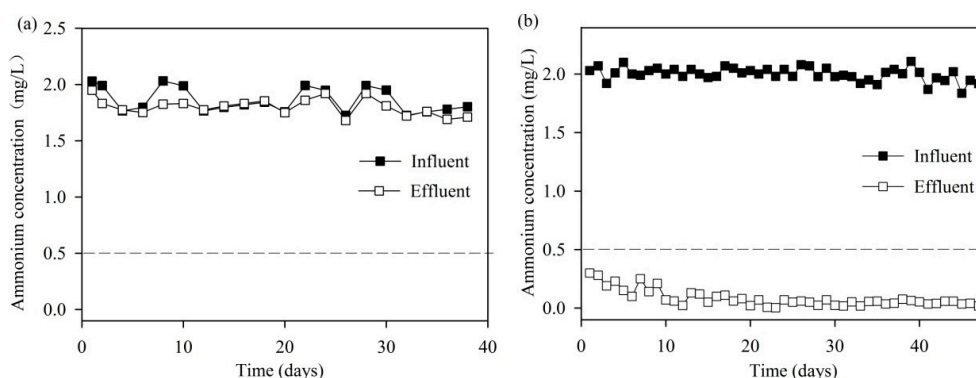 (a)
2.5
2.0
1.5
1.0
0.5
0.0
Ammonium concentration (mg/L)
Influent
Effluent
0
10
20
30
40
Time (days)
(b)
2.0
1.5
1.0
0.5
0.0
Ammonium concentration (mg/L)
Influent
Effluent
0
10
20
30
40
Time (days)